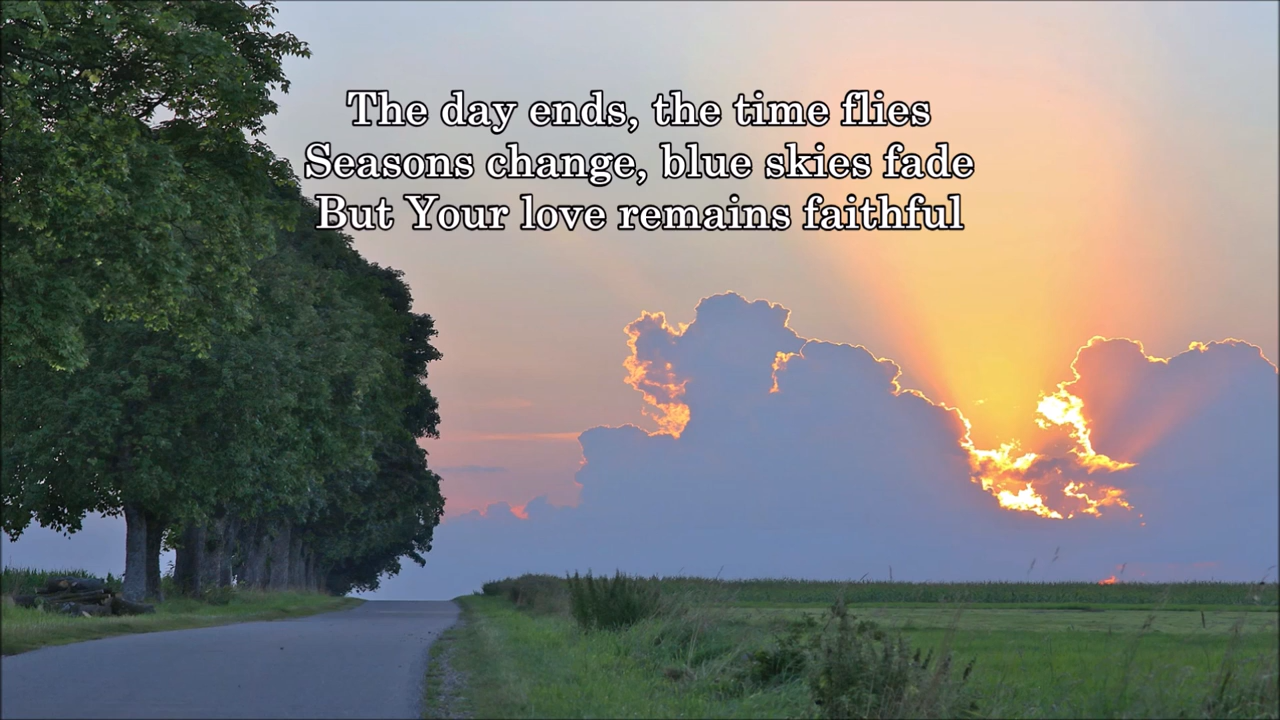 The day ends, the time flies
Seasons change, blue skies fade
But Your love remains faithful